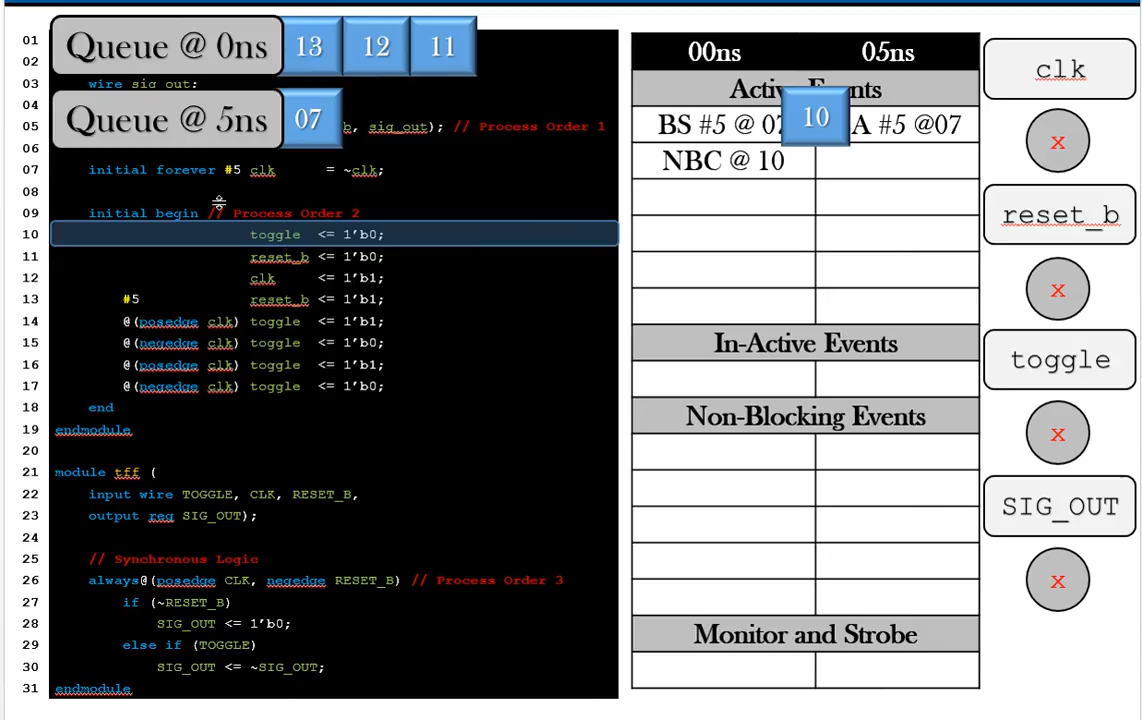 Queue @ 0ns 13 12 11
Queue @ 5ns 07
01
02
03 wire sig_out;
04
05 b, sig_out); // Process Order 1
06
07 initial forever #5 clk = ~clk;
08
09 initial begin // Process Order 2
10 toggle <= 1'b0;
11 reset_b <= 1'b0;
12 clk <= 1'b1;
13 #5 reset_b <= 1'b1;
14 @(posedge clk) toggle <= 1'b1;
15 @(negedge clk) toggle <= 1'b0;
16 @(posedge clk) toggle <= 1'b1;
17 @(negedge clk) toggle <= 1'b0;
18 end
19 endmodule
20
21 module tff (
22 input wire TOGGLE, CLK, RESET_B,
23 output reg SIG_OUT);
24
25 // Synchronous Logic
26 always@(posedge CLK, negedge RESET_B) // Process Order 3
27 if (~RESET_B)
28 SIG_OUT <= 1'b0;
29 else if (TOGGLE)
30 SIG_OUT <= ~SIG_OUT;
31 endmodule
00ns 05ns
Active Events
10
BS #5 @ 07 A #5 @07
NBC @ 10
In-Active Events
Non-Blocking Events
Monitor and Strobe
clk
x
reset_b
x
toggle
x
SIG_OUT
x